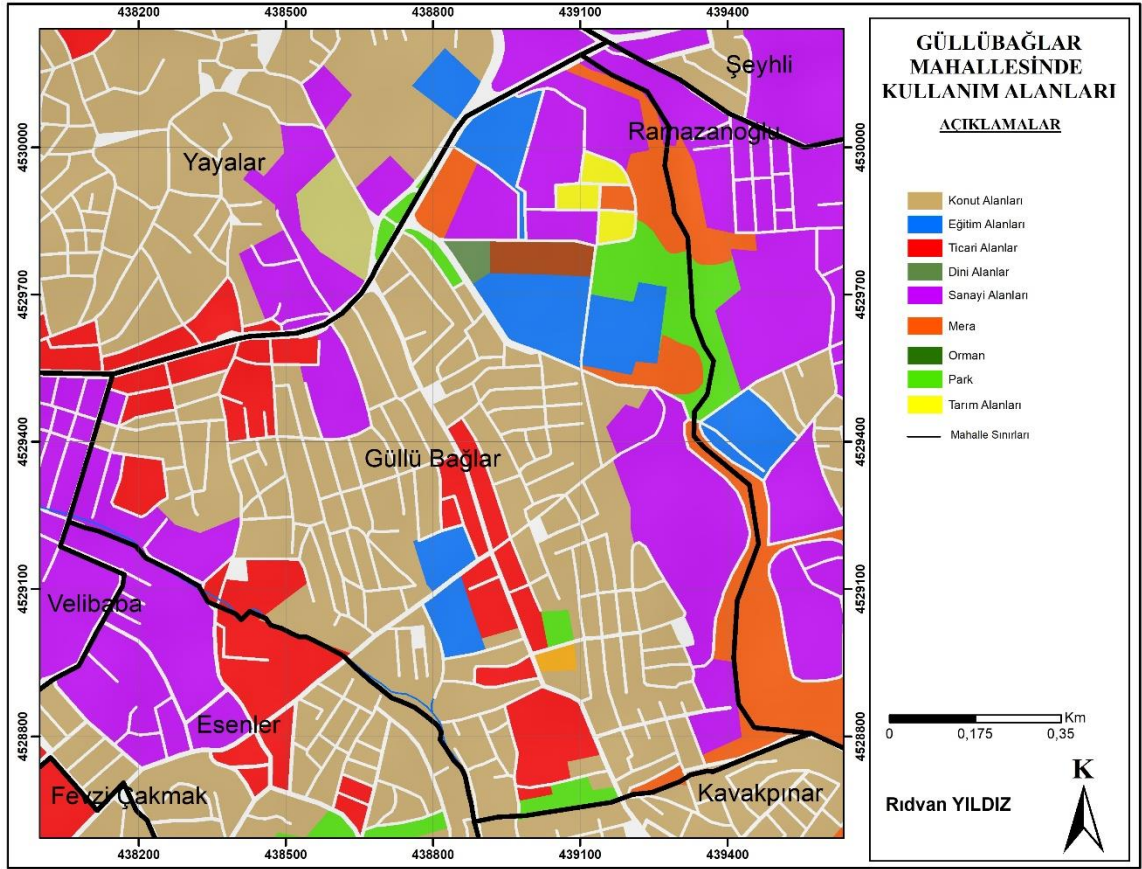 438200 438500 438800 439100 439400
4530000
4529700
4529400
4529100
4528800
4530000
4529700
4529400
4529100
4528800
Şeyhli
Ramazanoğlu
Yayalar
Güllü Bağlar
Velibaba
Esenler
Fevzi Çakmak
Kavakpınar
438200 438500 438800 439100 439400
GÜLLÜBAĞLAR
MAHALLESİNDE
KULLANIM ALANLARI
AÇIKLAMALAR
Konut Alanları
Eğitim Alanları
Ticari Alanlar
Dini Alanlar
Sanayi Alanları
Mera
Orman
Park
Tarım Alanları
Mahalle Sınırları
Km
0 0,175 0,35
K
Rıdvan YILDIZ